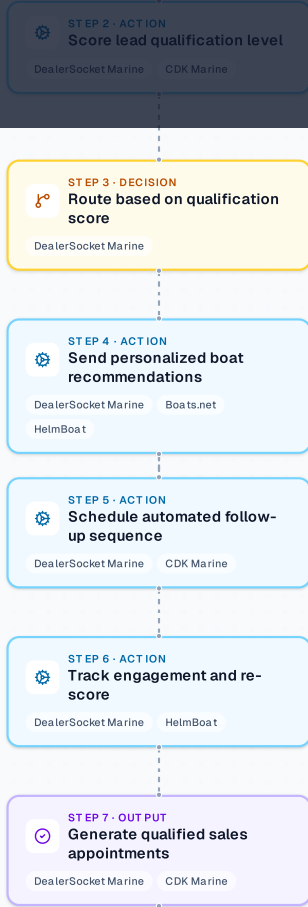 STEP 2 · ACTION
Score lead qualification level
DealerSocket Marine CDK Marine
STEP 3 · DECISION
Route based on qualification
score
DealerSocket Marine
STEP 4 · ACTION
Send personalized boat
recommendations
DealerSocket Marine Boats.net
HelmBoat
STEP 5 · ACTION
Schedule automated follow-
up sequence
DealerSocket Marine CDK Marine
STEP 6 · ACTION
Track engagement and re-
score
DealerSocket Marine HelmBoat
STEP 7 · OUTPUT
Generate qualified sales
appointments
DealerSocket Marine CDK Marine